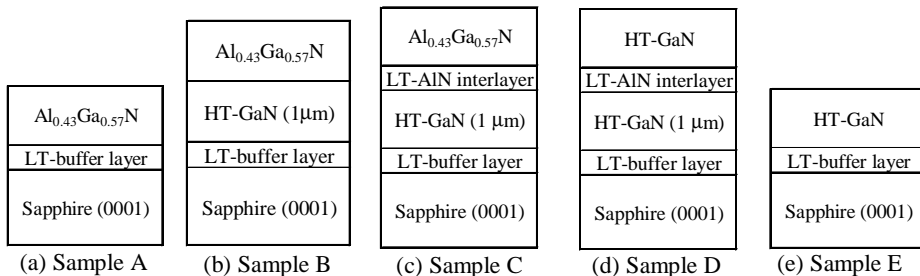 Al0.43Ga0.57N
LT-buffer layer
Sapphire (0001)
(a) Sample A
Al0.43Ga0.57N
HT-GaN (1μm)
LT-buffer layer
Sapphire (0001)
(b) Sample B
Al0.43Ga0.57N
LT-AlN interlayer
HT-GaN (1 μm)
LT-buffer layer
Sapphire (0001)
(c) Sample C
HT-GaN
LT-AlN interlayer
HT-GaN (1 μm)
LT-buffer layer
Sapphire (0001)
(d) Sample D
HT-GaN
LT-buffer layer
Sapphire (0001)
(e) Sample E